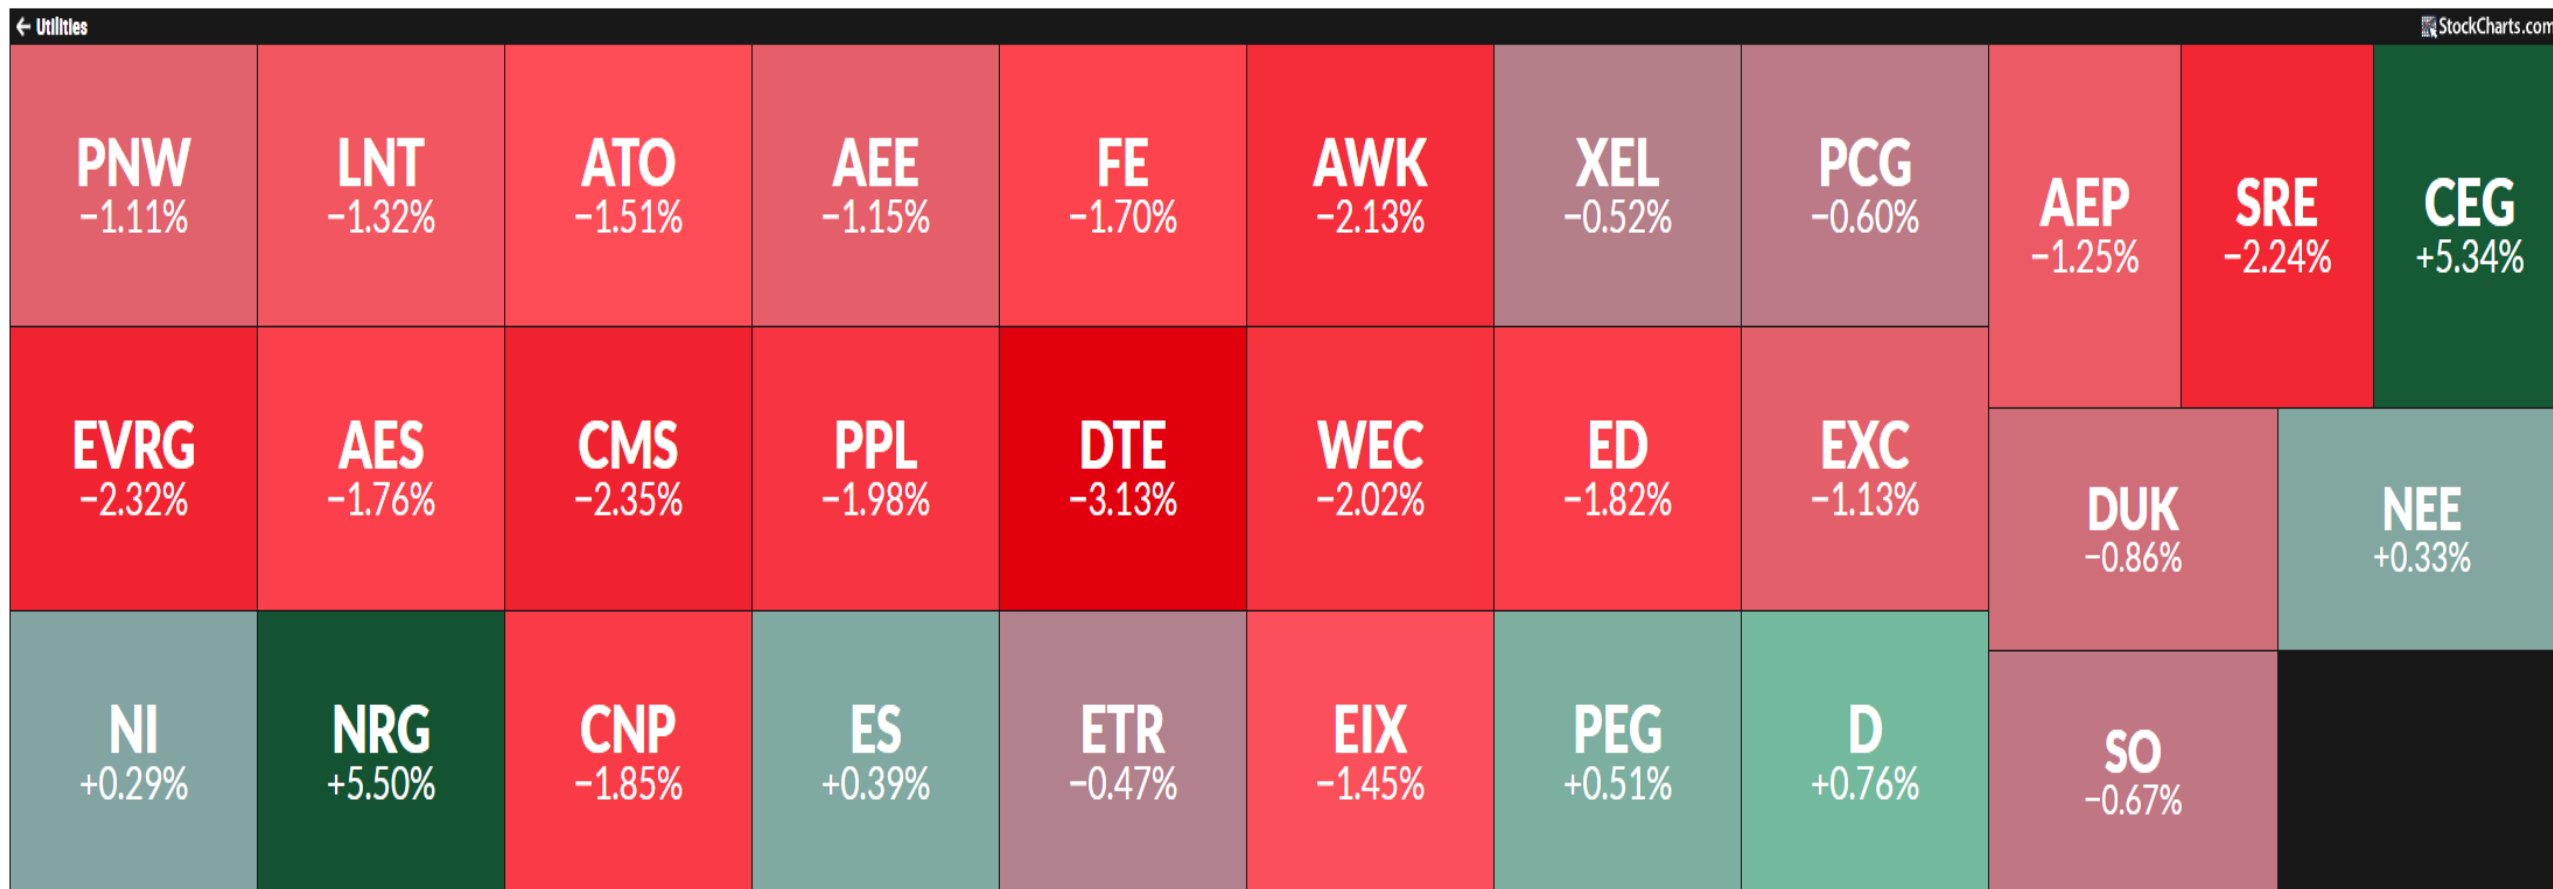 ← Utilities
StockCharts.com
PNW
−1.11%
LNT
−1.32%
ATO
−1.51%
AEE
−1.15%
FE
−1.70%
AWK
−2.13%
XEL
−0.52%
PCG
−0.60%
AEP
−1.25%
SRE
−2.24%
CEG
+5.34%
EVRG
−2.32%
AES
−1.76%
CMS
−2.35%
PPL
−1.98%
DTE
−3.13%
WEC
−2.02%
ED
−1.82%
EXC
−1.13%
DUK
−0.86%
NEE
+0.33%
NI
+0.29%
NRG
+5.50%
CNP
−1.85%
ES
+0.39%
ETR
−0.47%
EIX
−1.45%
PEG
+0.51%
D
+0.76%
SO
−0.67%